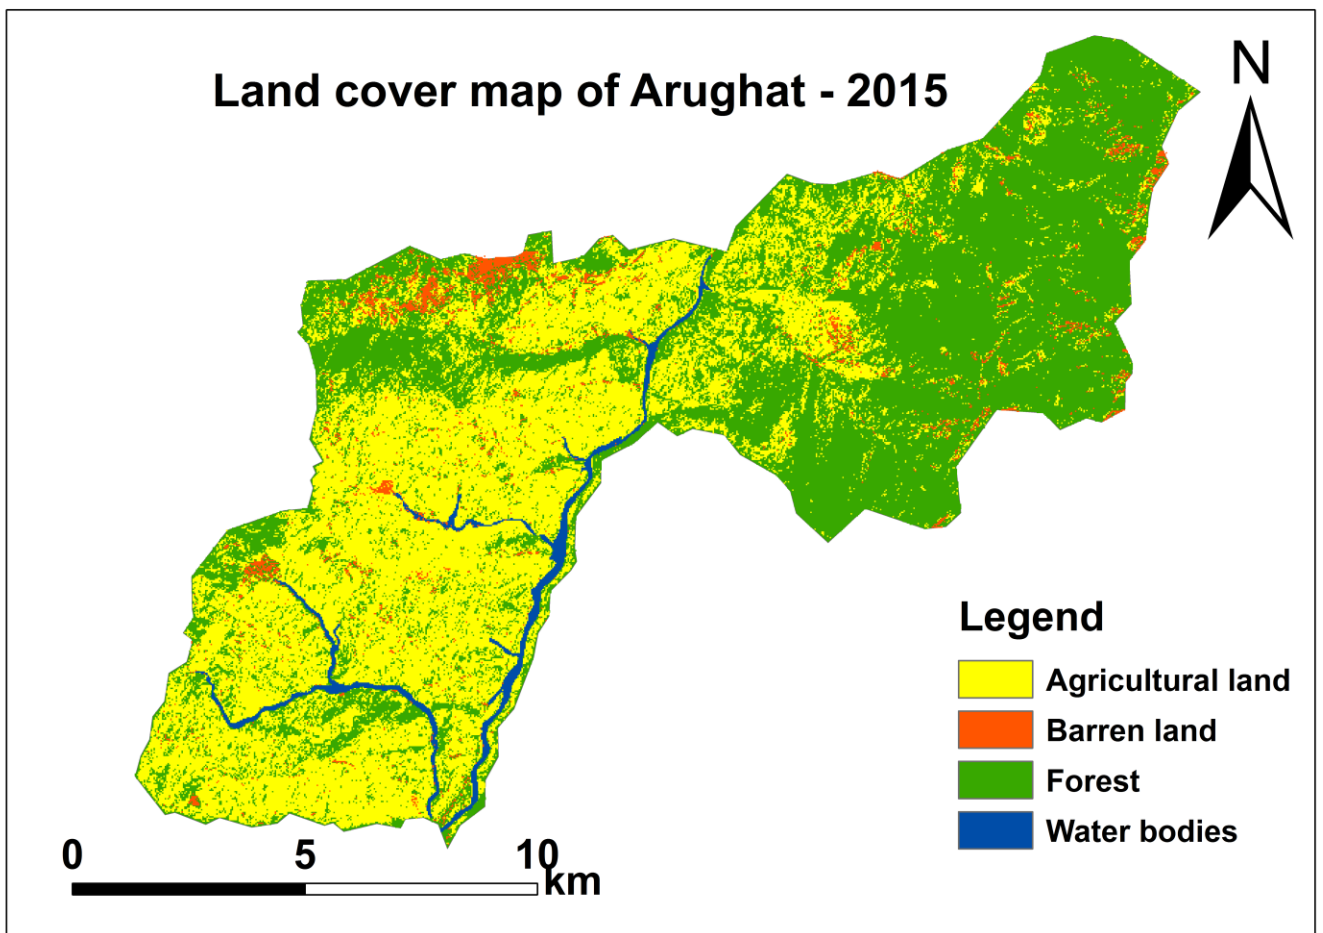 Land cover map of Arughat - 2015
N
Legend
Agricultural land
Barren land
Forest
Water bodies
0 5 10
km